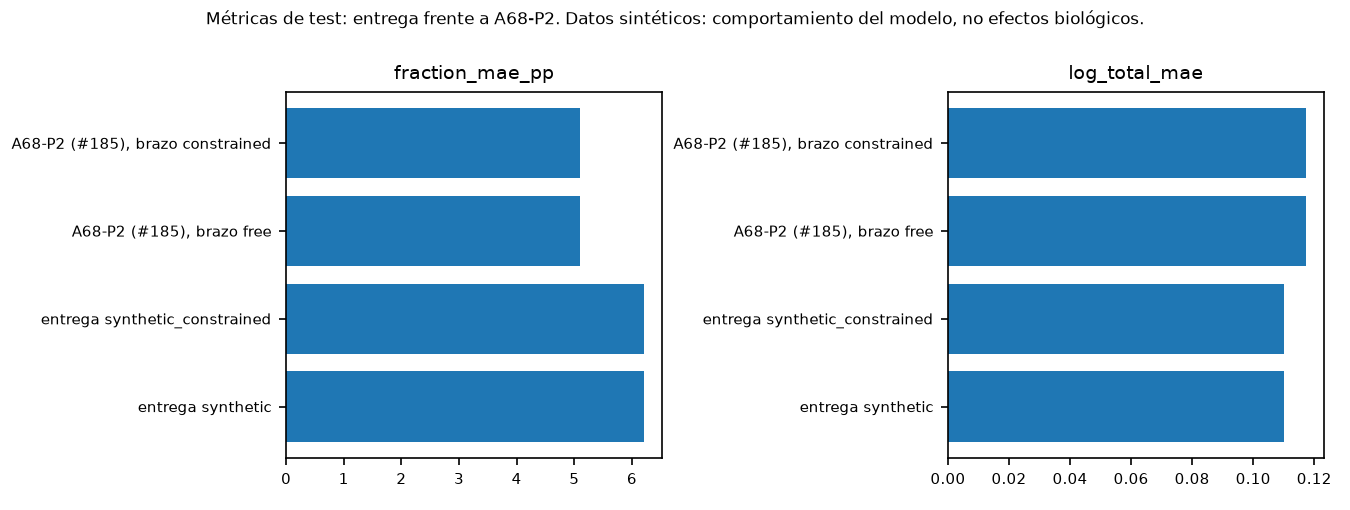 Métricas de test: entrega frente a A68-P2. Datos sintéticos: comportamiento del modelo, no efectos biológicos.
fraction_mae_pp
A68-P2 (#185), brazo constrained
A68-P2 (#185), brazo free
entrega synthetic_constrained
entrega synthetic
0 1 2 3 4 5 6
log_total_mae
A68-P2 (#185), brazo constrained
A68-P2 (#185), brazo free
entrega synthetic_constrained
entrega synthetic
0.00 0.02 0.04 0.06 0.08 0.10 0.12